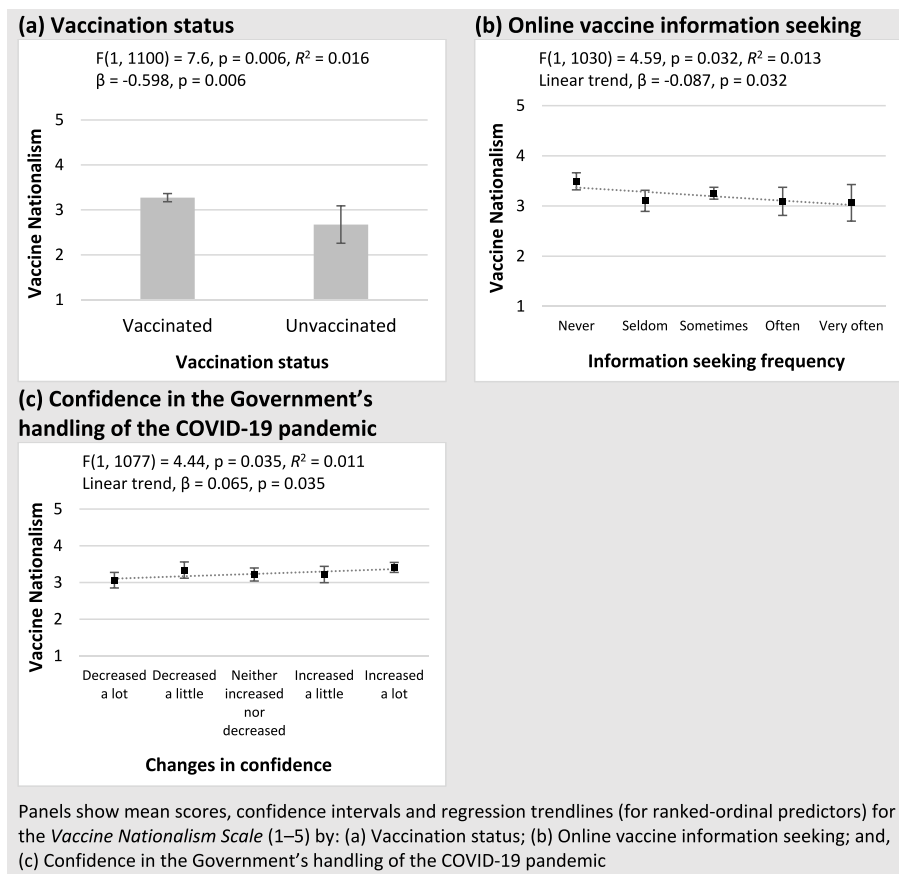 (a) Vaccination status
F(1, 1100) = 7.6, p = 0.006, R² = 0.016
β = -0.598, p = 0.006
Vaccine Nationalism
5
4
3
2
1
Vaccinated Unvaccinated
Vaccination status
(b) Online vaccine information seeking
F(1, 1030) = 4.59, p = 0.032, R² = 0.013
Linear trend, β = -0.087, p = 0.032
Vaccine Nationalism
5
4
3
2
1
Never Seldom Sometimes Often Very often
Information seeking frequency
(c) Confidence in the Government’s
handling of the COVID-19 pandemic
F(1, 1077) = 4.44, p = 0.035, R² = 0.011
Linear trend, β = 0.065, p = 0.035
Vaccine Nationalism
5
4
3
2
1
Decreased Decreased Neither Increased Increased
a lot a little increased a little a lot
nor
decreased
Changes in confidence
Panels show mean scores, confidence intervals and regression trendlines (for ranked-ordinal predictors) for
the Vaccine Nationalism Scale (1–5) by: (a) Vaccination status; (b) Online vaccine information seeking; and,
(c) Confidence in the Government’s handling of the COVID-19 pandemic